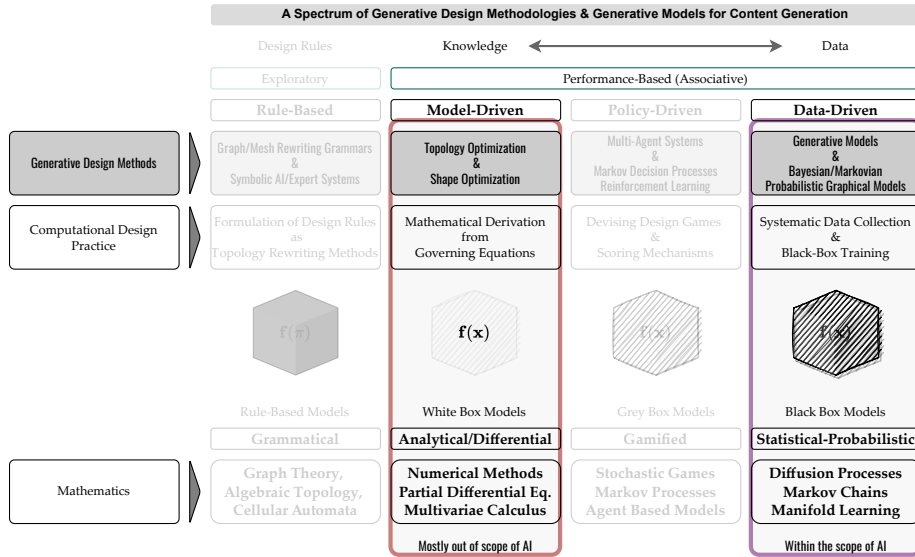 A Spectrum of Generative Design Methodologies & Generative Models for Content Generation
Design Rules
Knowledge
Data
Exploratory
Performance-Based (Associative)
Rule-Based
Model-Driven
Policy-Driven
Data-Driven
Generative Design Methods
Graph/Mesh Rewriting Grammars
&
Symbolic AI/Expert Systems
Topology Optimization
&
Shape Optimization
Multi-Agent Systems
&
Markov Decision Processes
Reinforcement Learning
Generative Models
&
Bayesian/Markovian
Probabilistic Graphical Models
Computational Design
Practice
Formulation of Design Rules
as
Topology Rewriting Methods
Mathematical Derivation
from
Governing Equations
Devising Design Games
&
Scoring Mechanisms
Systematic Data Collection
&
Black-Box Training
f(π)
f(x)
f(x)
f(x)
Rule-Based Models
White Box Models
Grey Box Models
Black Box Models
Grammatical
Analytical/Differential
Gamified
Statistical-Probabilistic
Mathematics
Graph Theory,
Algebraic Topology,
Cellular Automata
Numerical Methods
Partial Differential Eq.
Multivariae Calculus
Stochastic Games
Markov Processes
Agent Based Models
Diffusion Processes
Markov Chains
Manifold Learning
Mostly out of scope of AI
Within the scope of AI